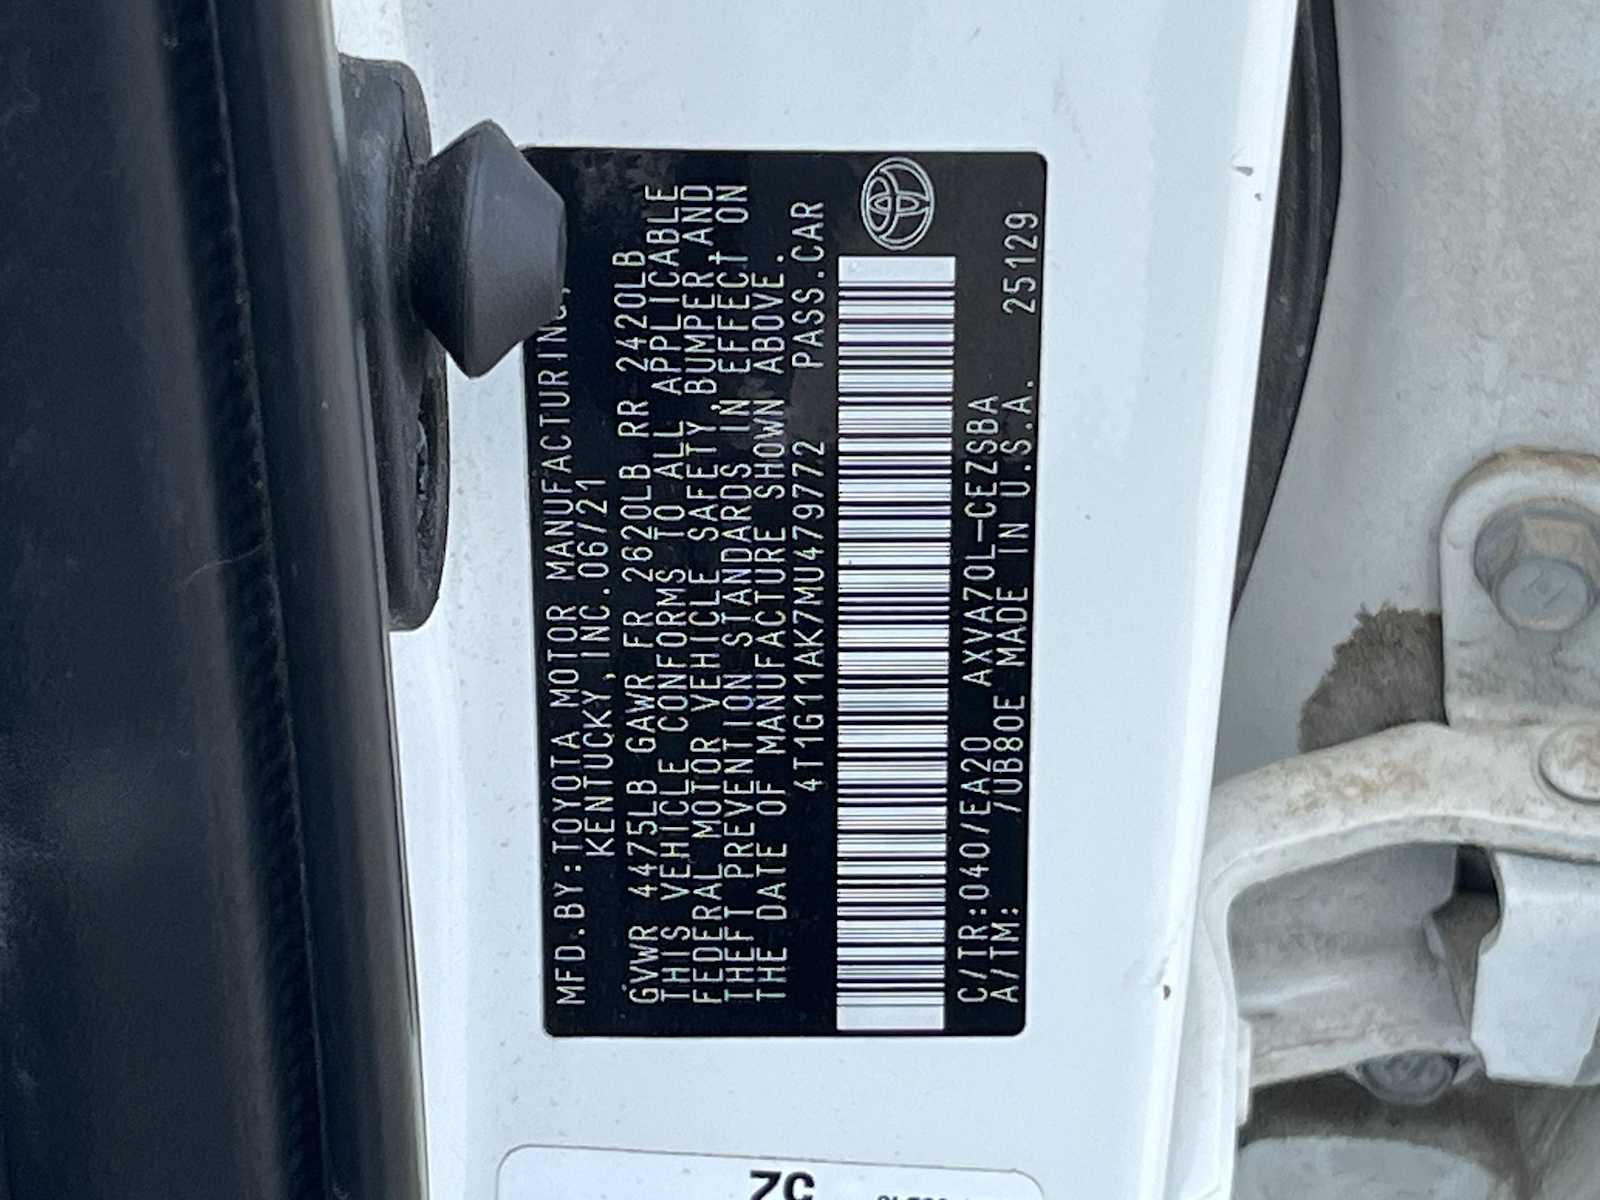 MFD.BY:TOYOTA MOTOR MANUFACTURING,
KENTUCKY,INC.06/21
GVWR 4475LB GAWR FR 2620LB RR 2420LB
THIS VEHICLE CONFORMS TO ALL APPLICABLE
FEDERAL MOTOR VEHICLE SAFETY,BUMPER,AND
THEFT PREVENTION STANDARDS IN EFFECT ON
THE DATE OF MANUFACTURE SHOWN ABOVE.
4T1G11AK7MU479772 PASS.CAR
C/TR:040/EA20 AXVA70L-CEZSBA
A/TM: /UB80E MADE IN U.S.A. 25129
ZC